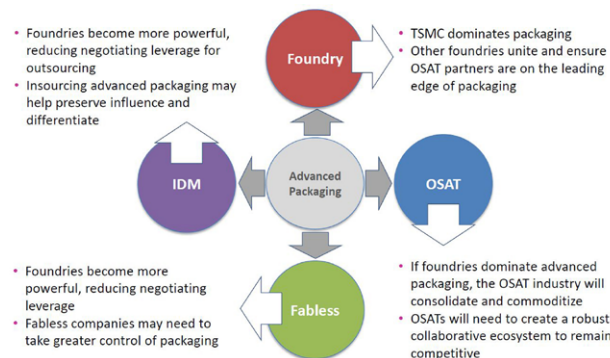 • Foundries become more powerful,
reducing negotiating leverage for
outsourcing
• Insourcing advanced packaging may
help preserve influence and
differentiate
Foundry
• TSMC dominates packaging
• Other foundries unite and ensure
OSAT partners are on the leading
edge of packaging
IDM
Advanced
Packaging
OSAT
• Foundries become more
powerful, reducing negotiating
leverage
• Fabless companies may need to
take greater control of packaging
Fabless
• If foundries dominate advanced
packaging, the OSAT industry will
consolidate and commoditize
• OSATs will need to create a robust
collaborative ecosystem to remain
competitive